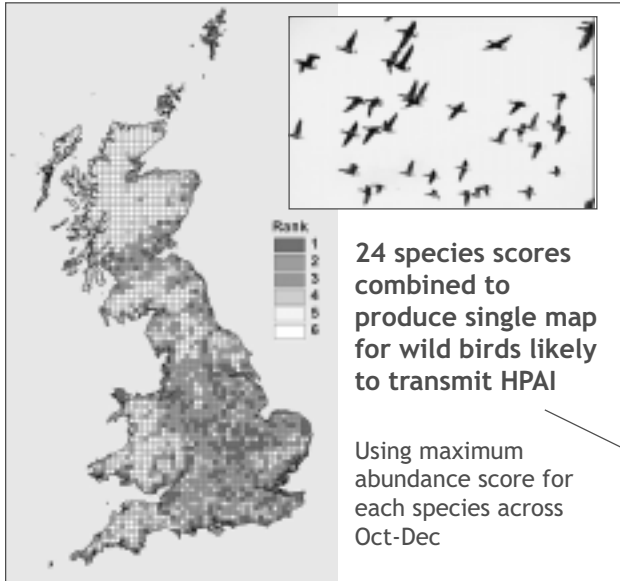 Rank
1
2
3
4
5
6
24 species scores
combined to
produce single map
for wild birds likely
to transmit HPAI
Using maximum
abundance score for
each species across
Oct-Dec